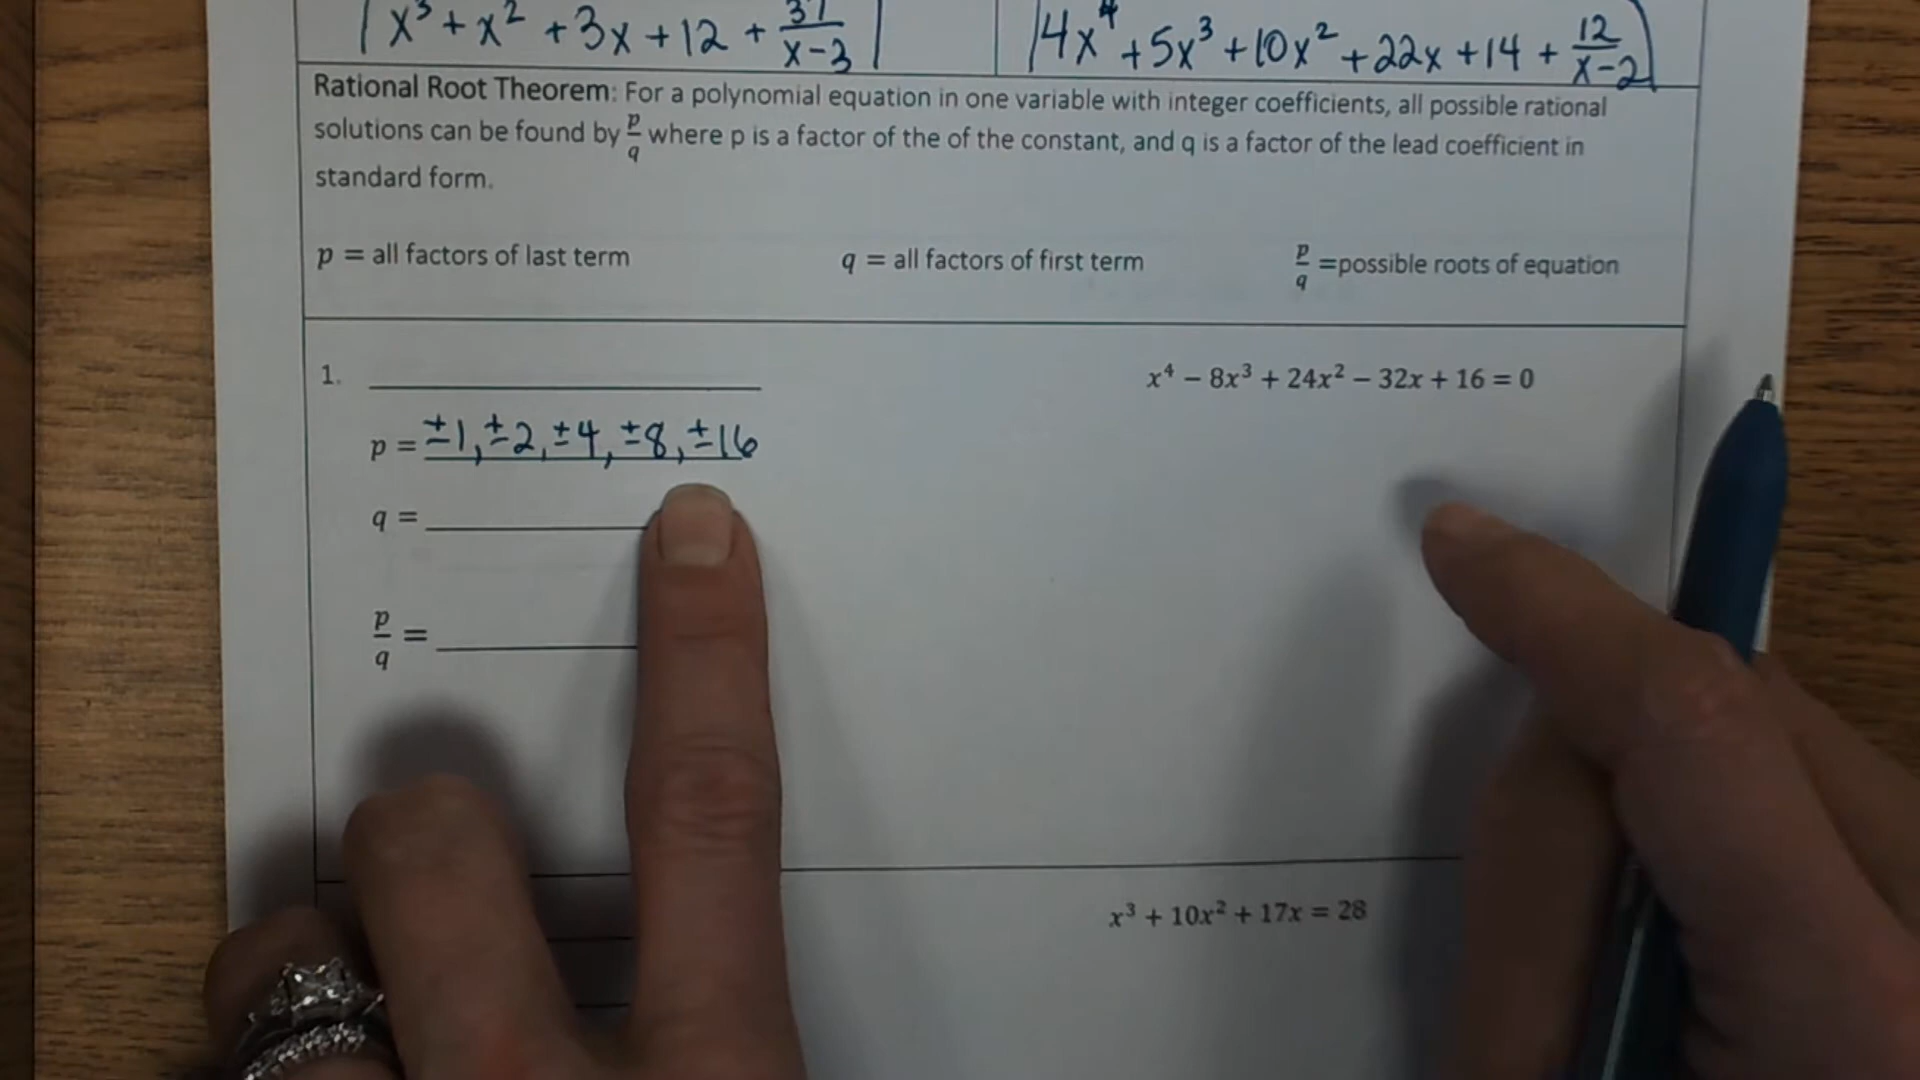 x³ + x² + 3x + 12 + 37/x-3
4x⁴ + 5x³ + 10x² + 22x + 14 + 12/x-2
Rational Root Theorem: For a polynomial equation in one variable with integer coefficients, all possible rational
solutions can be found by p/q where p is a factor of the of the constant, and q is a factor of the lead coefficient in
standard form.
p = all factors of last term
q = all factors of first term
p/q =possible roots of equation
1.
x⁴ − 8x³ + 24x² − 32x + 16 = 0
p = ±1, ±2, ±4, ±8, ±16
q =
p/q =
x³ + 10x² + 17x = 28